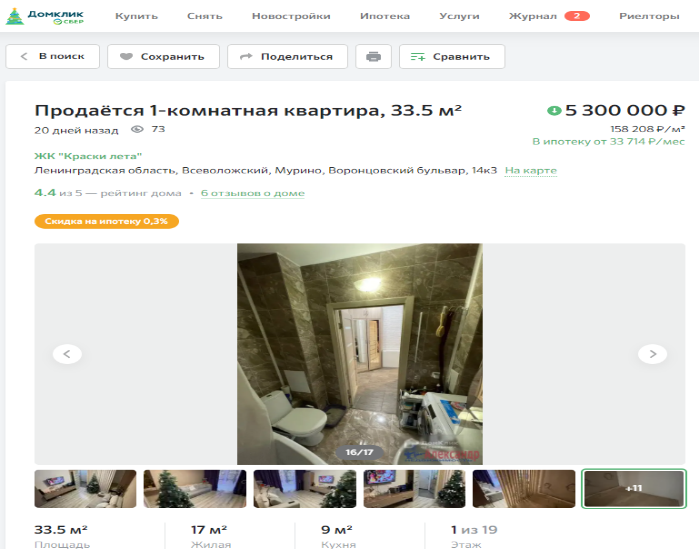 Домклик
СБЕР
Купить Снять Новостройки Ипотека Услуги Журнал 2 Риелторы
В поиск Сохранить Поделиться Сравнить
Продаётся 1-комнатная квартира, 33.5 м²
5 300 000 ₽
20 дней назад 73
158 208 ₽/м²
В ипотеку от 33 714 ₽/мес
ЖК "Краски лета"
Ленинградская область, Всеволожский, Мурино, Воронцовский бульвар, 14к3 На карте
4.4 из 5 — рейтинг дома • 6 отзывов о доме
Скидка на ипотеку 0,3%
16/17
Александр
+11
33.5 м² 17 м² 9 м² 1 из 19
Площадь Жилая Кухня Этаж